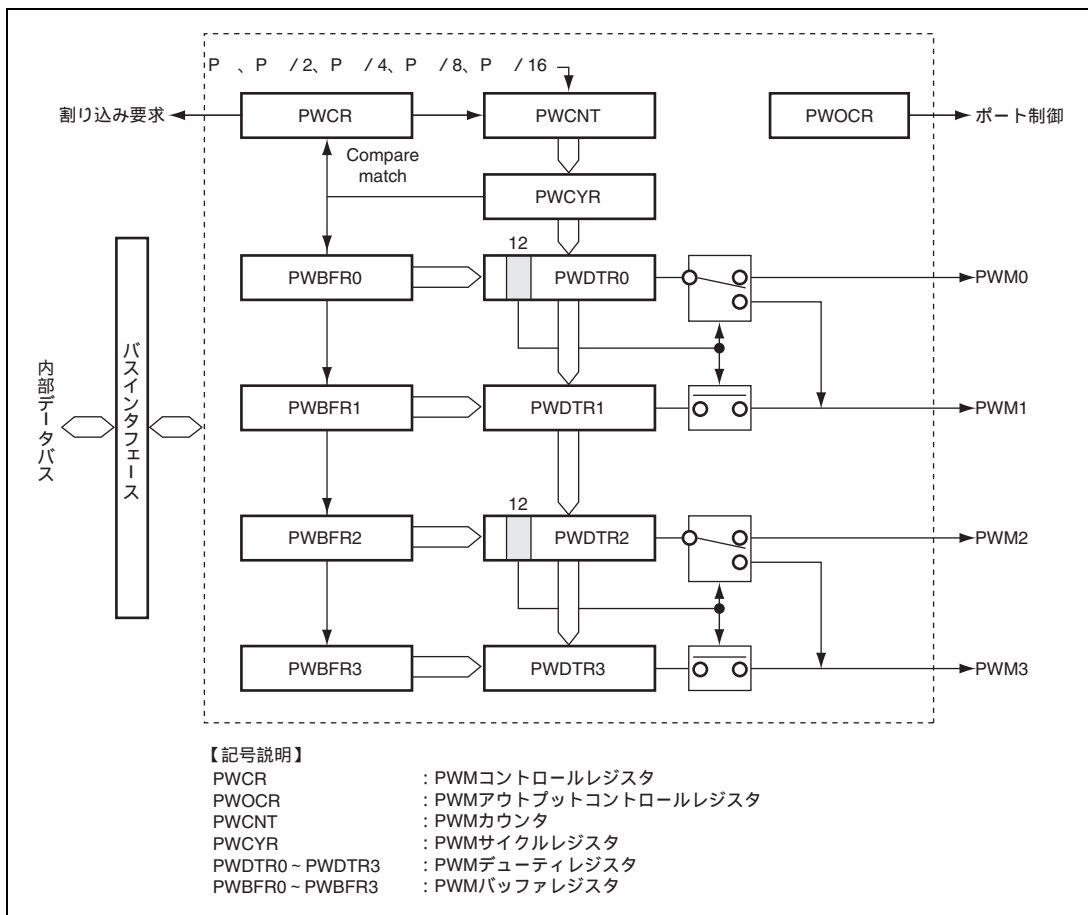 P 、P /2、P /4、P /8、P /16
割り込み要求
PWCR
PWCNT
PWOCR
ポート制御
Compare
match
PWCYR
12
PWBFR0
PWDTR0
PWM0
内部データバス
バスインタフェース
PWBFR1
PWDTR1
PWM1
12
PWBFR2
PWDTR2
PWM2
PWBFR3
PWDTR3
PWM3
【記号説明】
PWCR : PWMコントロールレジスタ
PWOCR : PWMアウトプットコントロールレジスタ
PWCNT : PWMカウンタ
PWCYR : PWMサイクルレジスタ
PWDTR0~PWDTR3 : PWMデューティレジスタ
PWBFR0~PWBFR3 : PWMバッファレジスタ